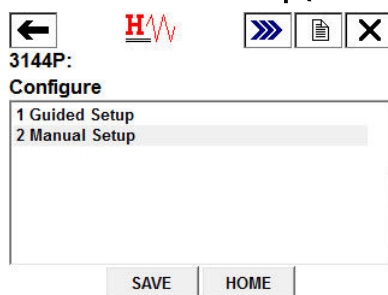 H
3144P:
Configure
1 Guided Setup
2 Manual Setup
SAVE HOME